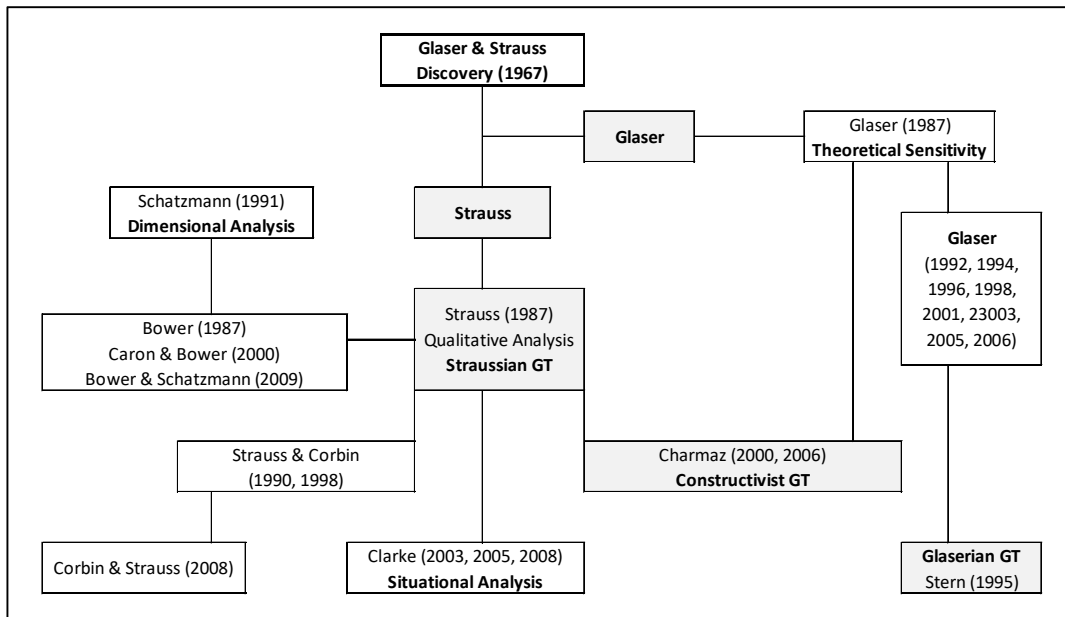 Glaser & Strauss
Discovery (1967)
Glaser
Glaser (1987)
Theoretical Sensitivity
Schatzmann (1991)
Dimensional Analysis
Strauss
Glaser
(1992, 1994,
1996, 1998,
2001, 23003,
2005, 2006)
Bower (1987)
Caron & Bower (2000)
Bower & Schatzmann (2009)
Strauss (1987)
Qualitative Analysis
Straussian GT
Strauss & Corbin
(1990, 1998)
Charmaz (2000, 2006)
Constructivist GT
Corbin & Strauss (2008)
Clarke (2003, 2005, 2008)
Situational Analysis
Glaserian GT
Stern (1995)